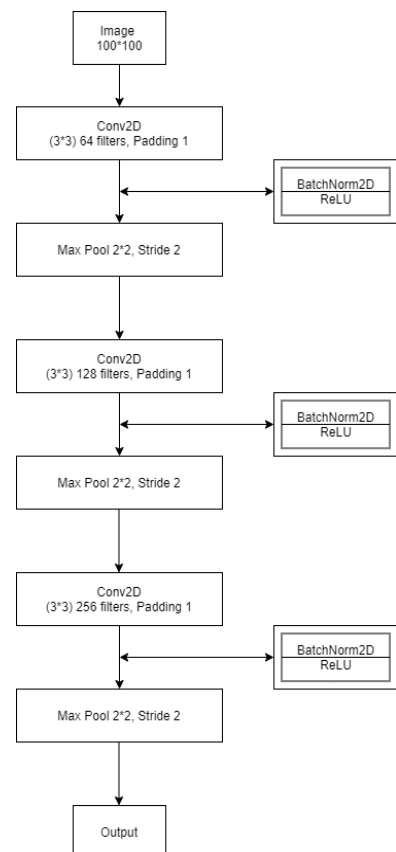 Image
100*100
Conv2D
(3*3) 64 filters, Padding 1
BatchNorm2D
ReLU
Max Pool 2*2, Stride 2
Conv2D
(3*3) 128 filters, Padding 1
BatchNorm2D
ReLU
Max Pool 2*2, Stride 2
Conv2D
(3*3) 256 filters, Padding 1
BatchNorm2D
ReLU
Max Pool 2*2, Stride 2
Output